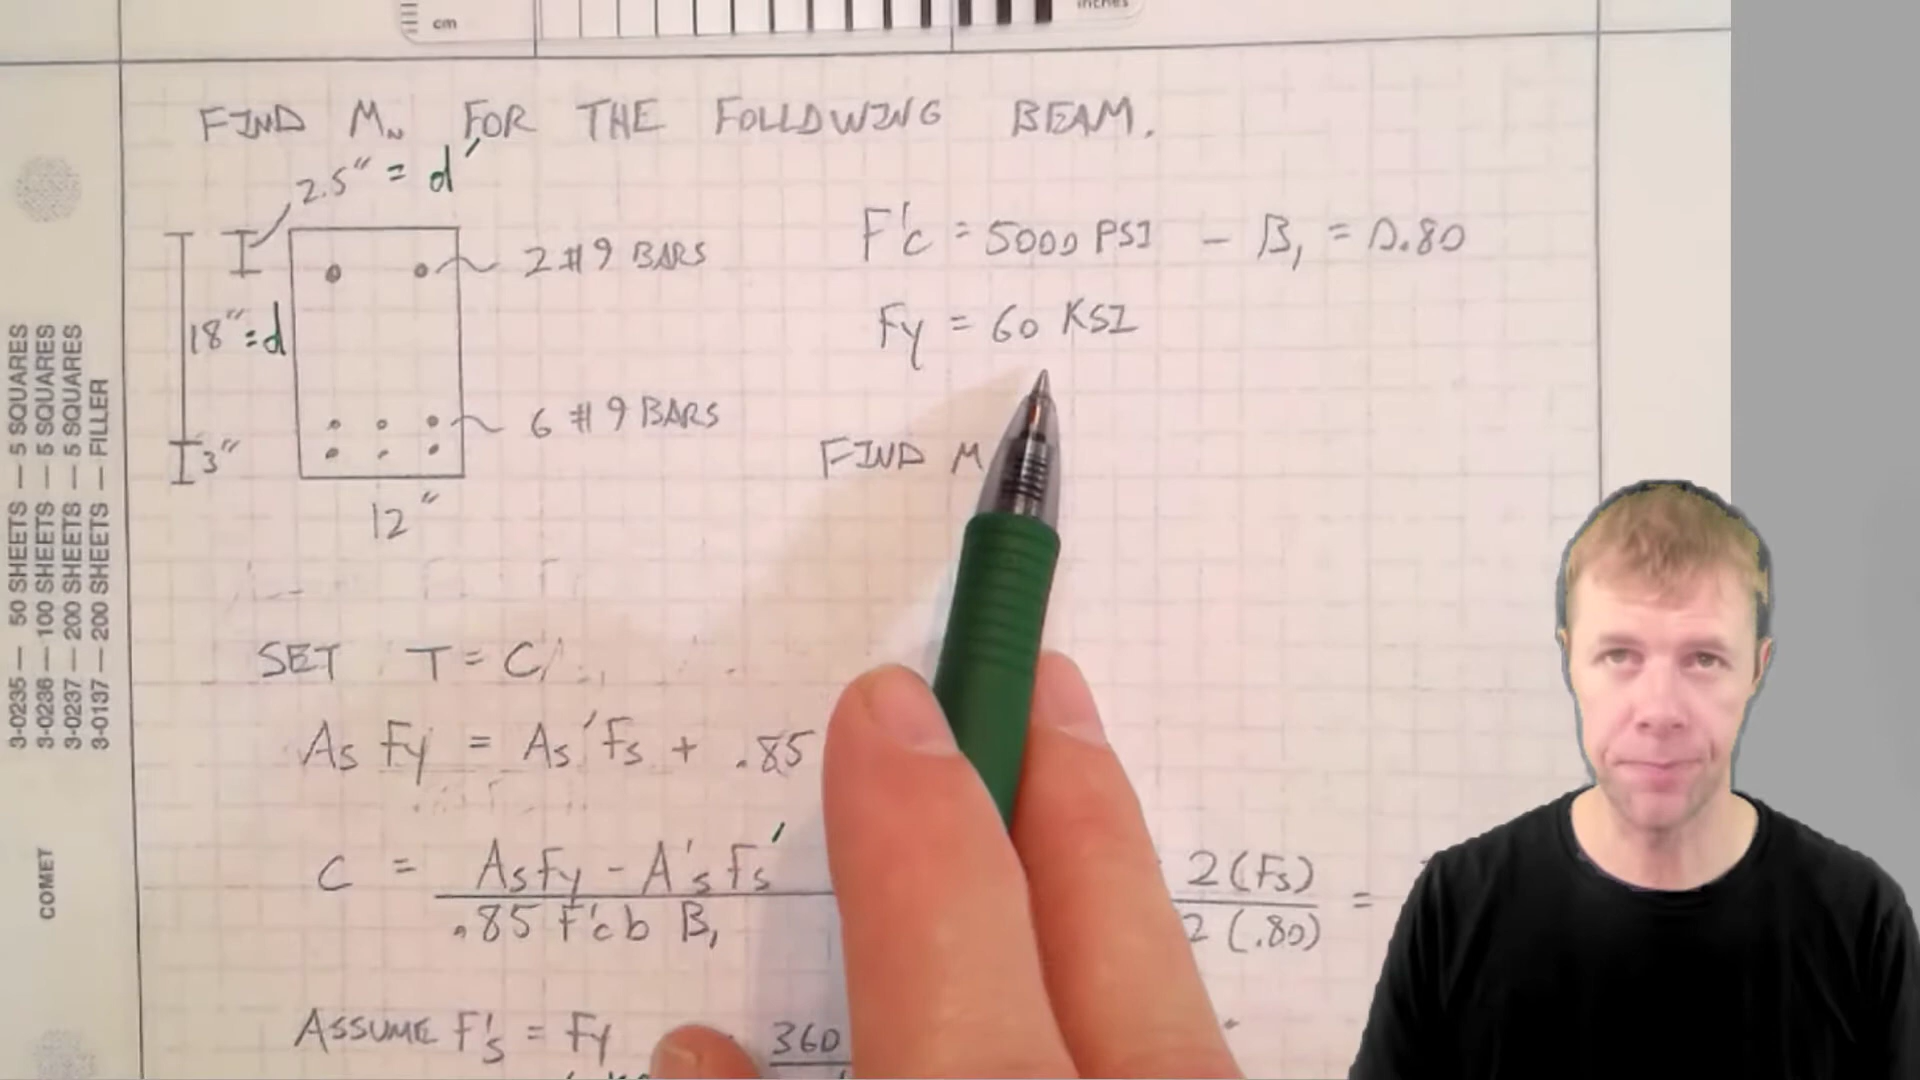 cm
inches
FIND MN FOR THE FOLLOWING BEAM.
2.5" = d'
2 #9 BARS
F'c = 5000 PSI - B1 = 0.80
18" = d
Fy = 60 KSI
6 #9 BARS
3"
FIND M
12"
SET T = C
As Fy = As' Fs + .85
C = AsFy - A's Fs'
.85 F'c b B1
2 (Fs)
2 (.80)
=
ASSUME F's = Fy
360
3-0235 — 50 SHEETS — 5 SQUARES
3-0236 — 100 SHEETS — 5 SQUARES
3-0237 — 200 SHEETS — 5 SQUARES
3-0137 — 200 SHEETS — FILLER
COMET